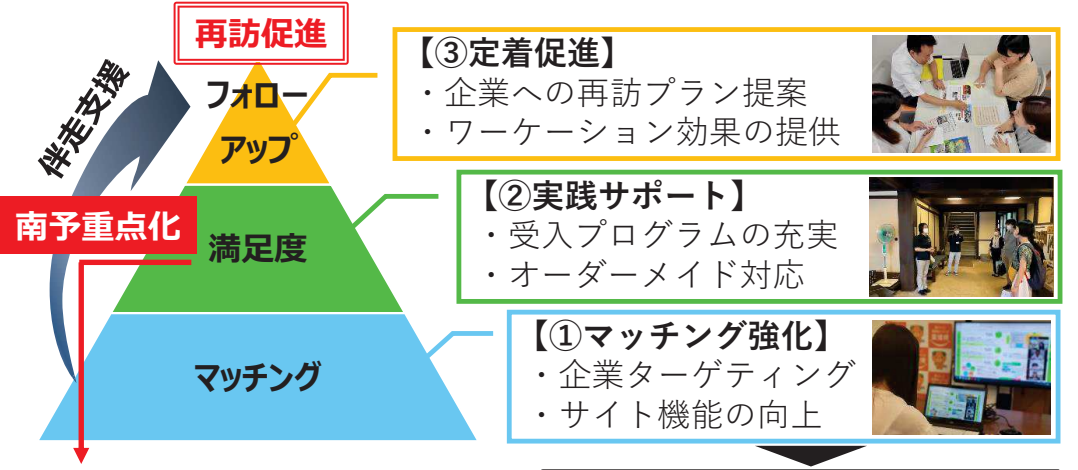 再訪促進
伴走支援
フォロー
アップ
南予重点化
満足度
マッチング
【③定着促進】
・企業への再訪プラン提案
・ワーケーション効果の提供
【②実践サポート】
・受入プログラムの充実
・オーダーメイド対応
【①マッチング強化】
・企業ターゲティング
・サイト機能の向上